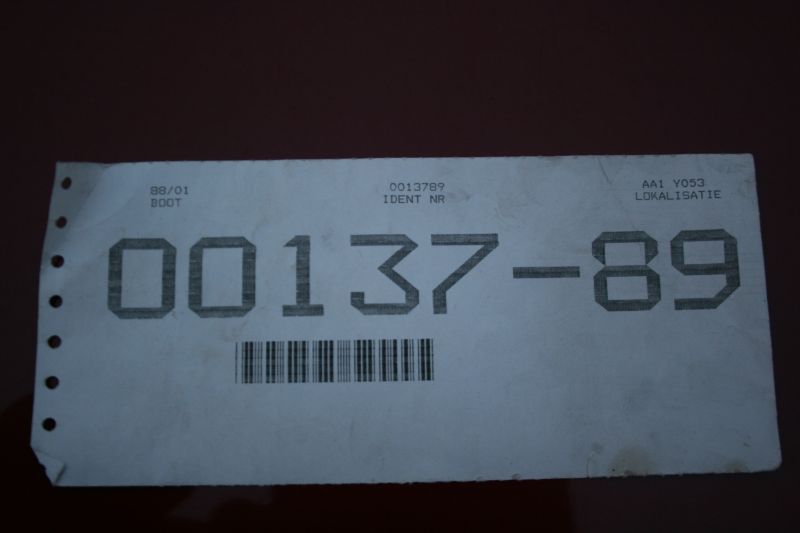 88/01 0013789 AA1 Y053
BOOT IDENT NR LOKALISATIE
00137-89